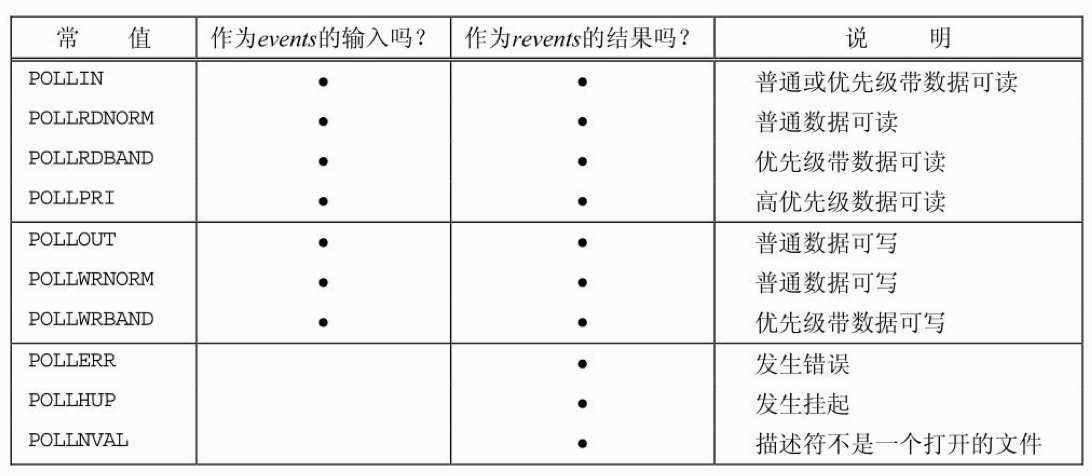 常 值 作为events的输入吗? 作为revents的结果吗? 说 明
POLLIN • • 普通或优先级带数据可读
POLLRDNORM • • 普通数据可读
POLLRDBAND • • 优先级带数据可读
POLLPRI • • 高优先级数据可读
POLLOUT • • 普通数据可写
POLLWRNORM • • 普通数据可写
POLLWRBAND • • 优先级带数据可写
POLLERR • 发生错误
POLLHUP • 发生挂起
POLLNVAL • 描述符不是一个打开的文件